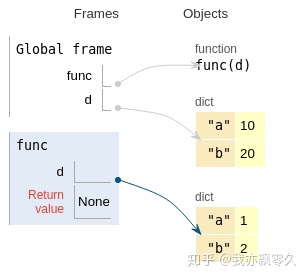 Frames Objects
Global frame
function
func func(d)
d
dict
"a" 10
"b" 20
func
d
Return
value None
dict
"a" 1
"b" 2
知乎 @我亦飘零久